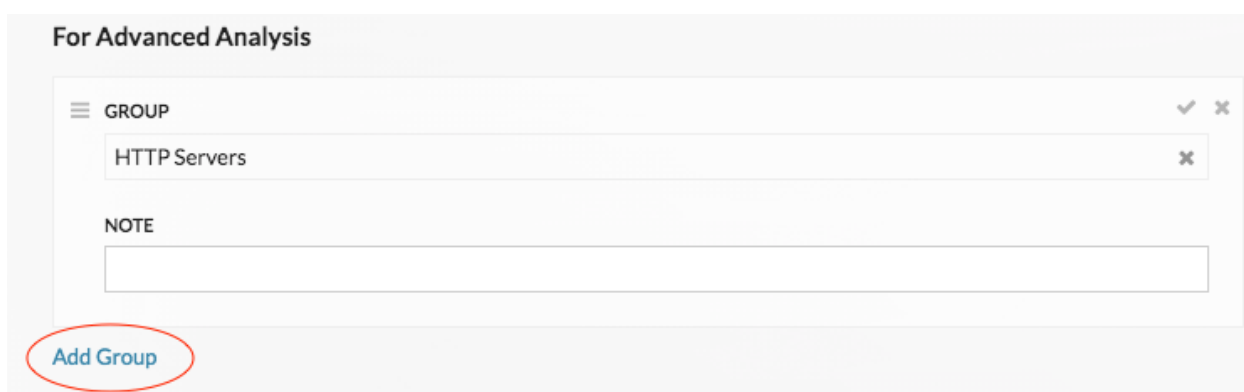 For Advanced Analysis
GROUP
HTTP Servers
NOTE
Add Group